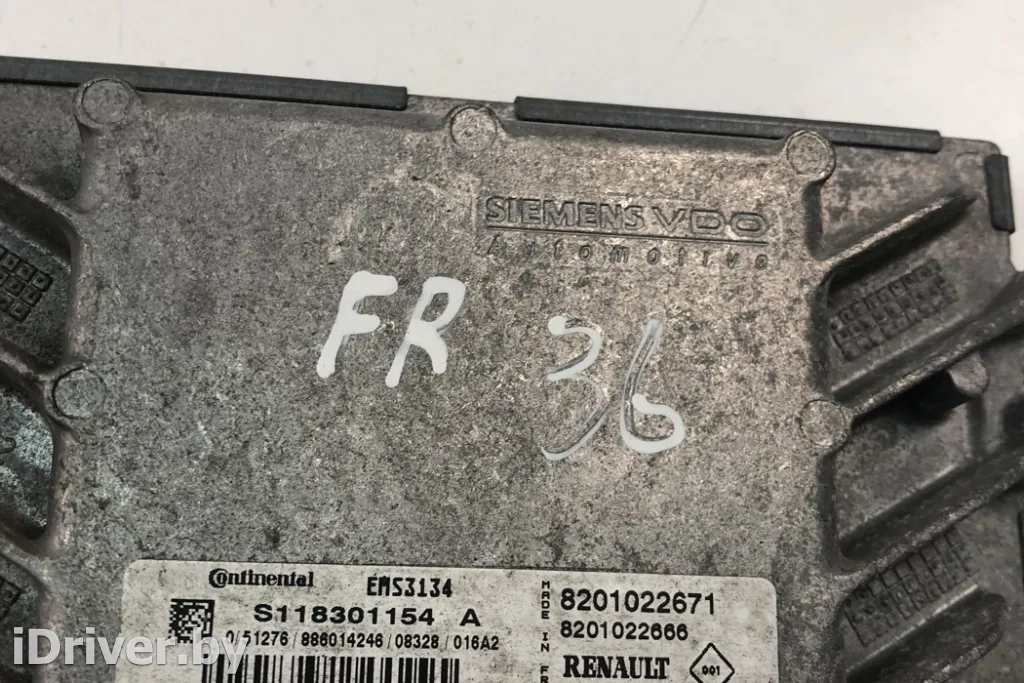 SIEMENS VDO
Automotive
FR 36
Continental EMS3134
S118301154 A
0/51276/886014246/08328/016A2
MADE IN FR
8201022671
8201022666
RENAULT 001
iDriver.by